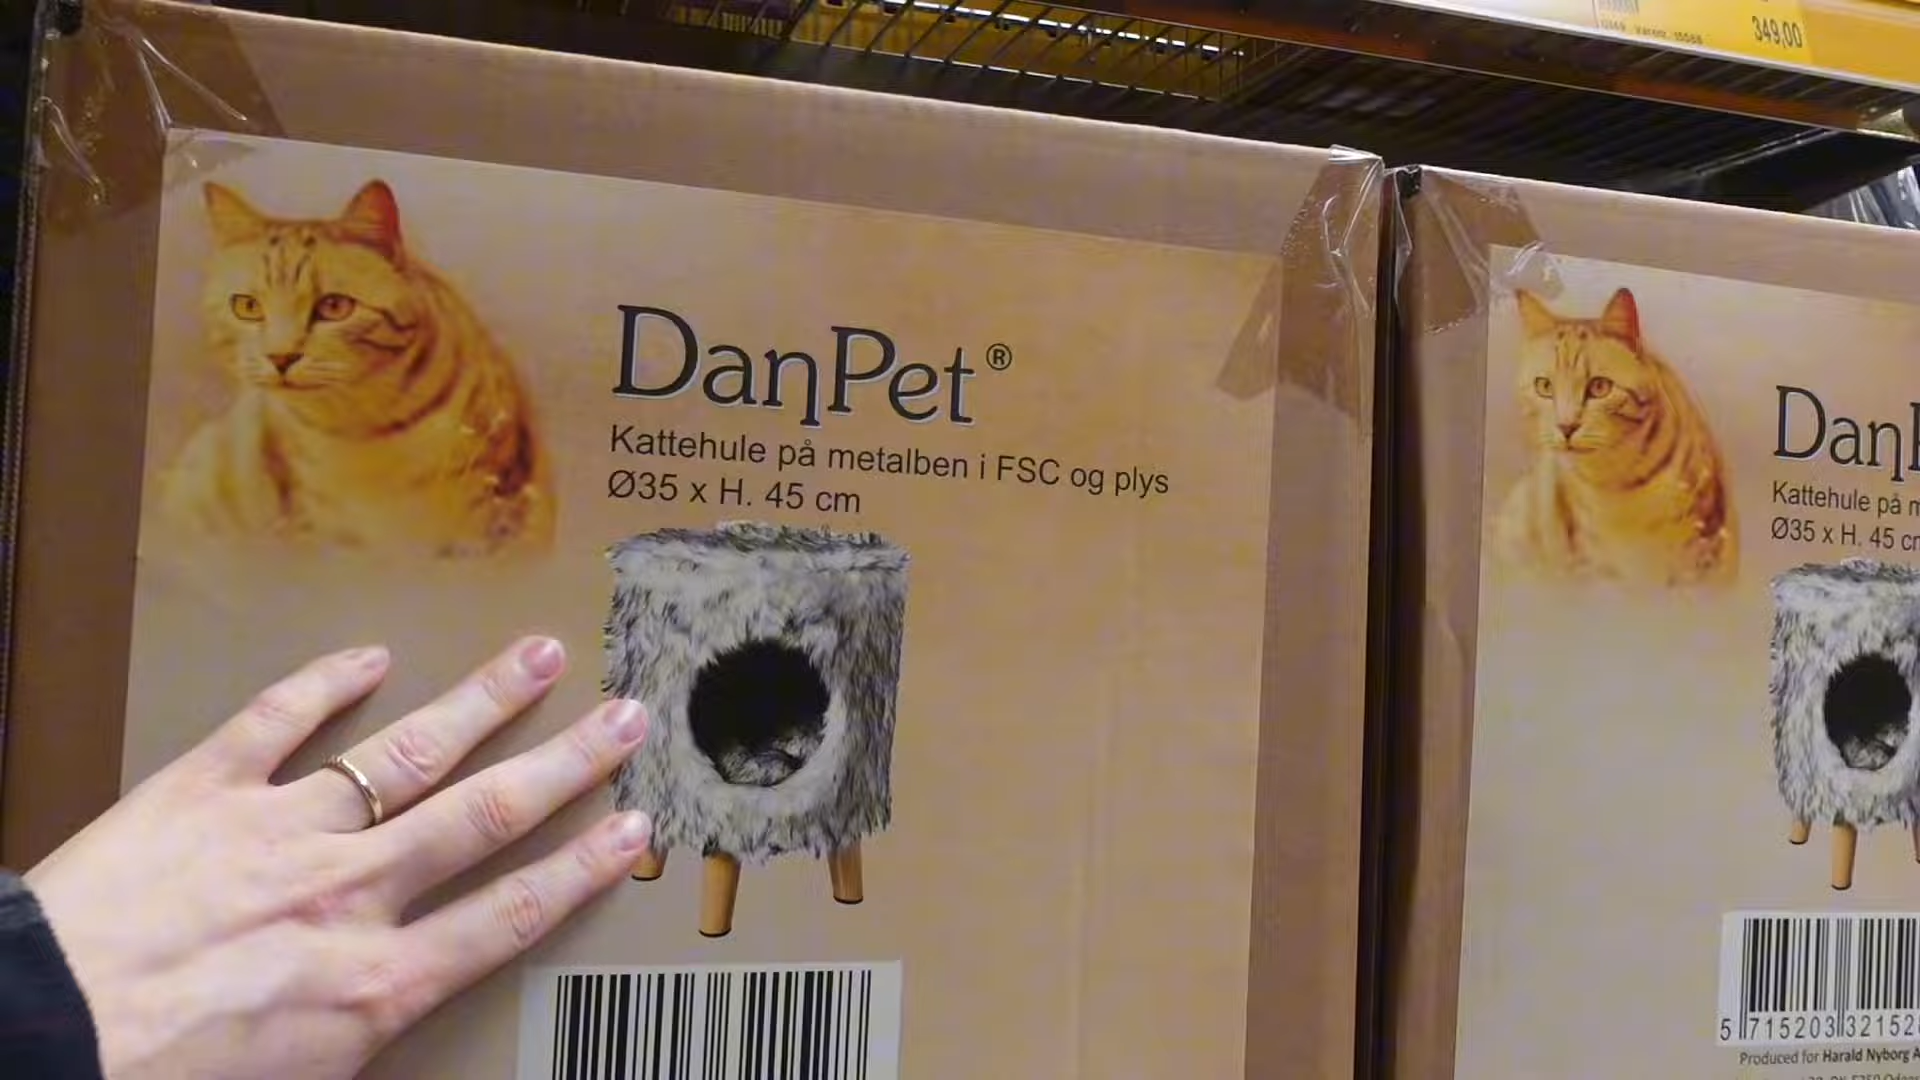 349,00
DanPet®
Kattehule på metalben i FSC og plys
Ø35 x H. 45 cm
Dan
Kattehule på
Ø35 x H. 45 c
5 715203 32152
Produced for Harald Nyborg A